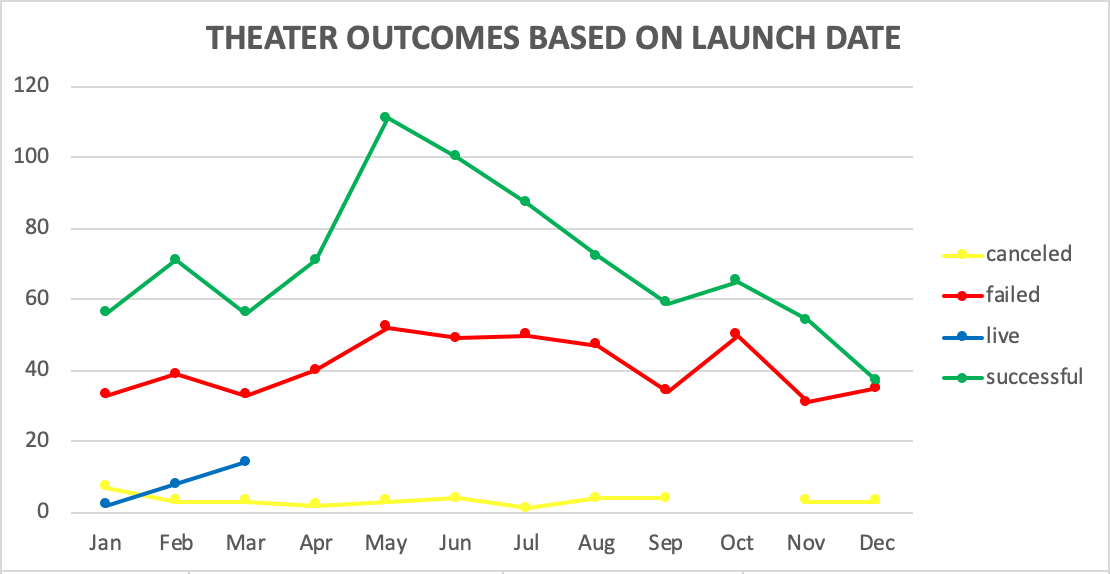 THEATER OUTCOMES BASED ON LAUNCH DATE
120
100
80
60
40
20
0
Jan Feb Mar Apr May Jun Jul Aug Sep Oct Nov Dec
canceled
failed
live
successful